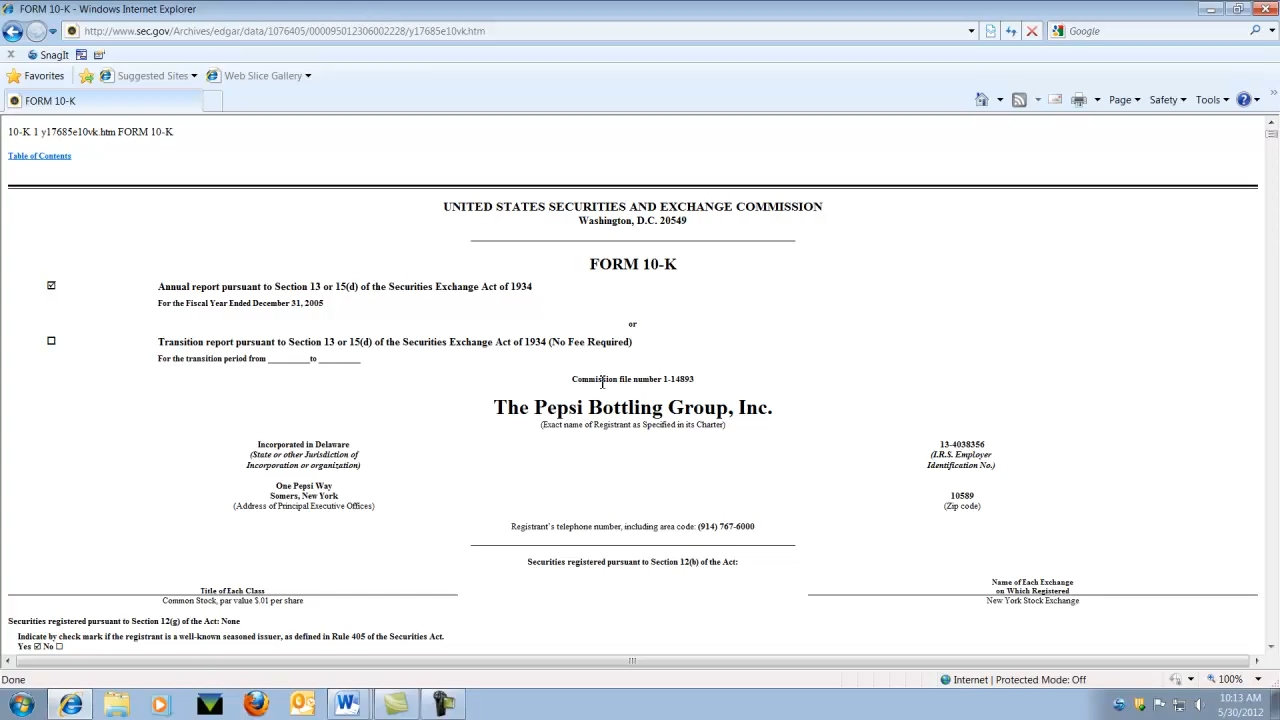 FORM 10-K - Windows Internet Explorer
http://www.sec.gov/Archives/edgar/data/1076405/000095012306002228/y17685e10vk.htm
Google
x SnagIt
Favorites Suggested Sites Web Slice Gallery
FORM 10-K
Page Safety Tools
10-K 1 y17685e10vk.htm FORM 10-K
Table of Contents
UNITED STATES SECURITIES AND EXCHANGE COMMISSION
Washington, D.C. 20549
FORM 10-K
☑ Annual report pursuant to Section 13 or 15(d) of the Securities Exchange Act of 1934
For the Fiscal Year Ended December 31, 2005
or
☐ Transition report pursuant to Section 13 or 15(d) of the Securities Exchange Act of 1934 (No Fee Required)
For the transition period from ________ to ________
Commission file number 1-14893
The Pepsi Bottling Group, Inc.
(Exact name of Registrant as Specified in its Charter)
Incorporated in Delaware
(State or other Jurisdiction of
Incorporation or organization)
13-4038356
(I.R.S. Employer
Identification No.)
One Pepsi Way
Somers, New York
(Address of Principal Executive Offices)
10589
(Zip code)
Registrant's telephone number, including area code: (914) 767-6000
Securities registered pursuant to Section 12(b) of the Act:
Title of Each Class
Common Stock, par value $.01 per share
Name of Each Exchange
on Which Registered
New York Stock Exchange
Securities registered pursuant to Section 12(g) of the Act: None
Indicate by check mark if the registrant is a well-known seasoned issuer, as defined in Rule 405 of the Securities Act.
Yes ☑ No ☐
Done
Internet | Protected Mode: Off
100%
10:13 AM
5/30/2012